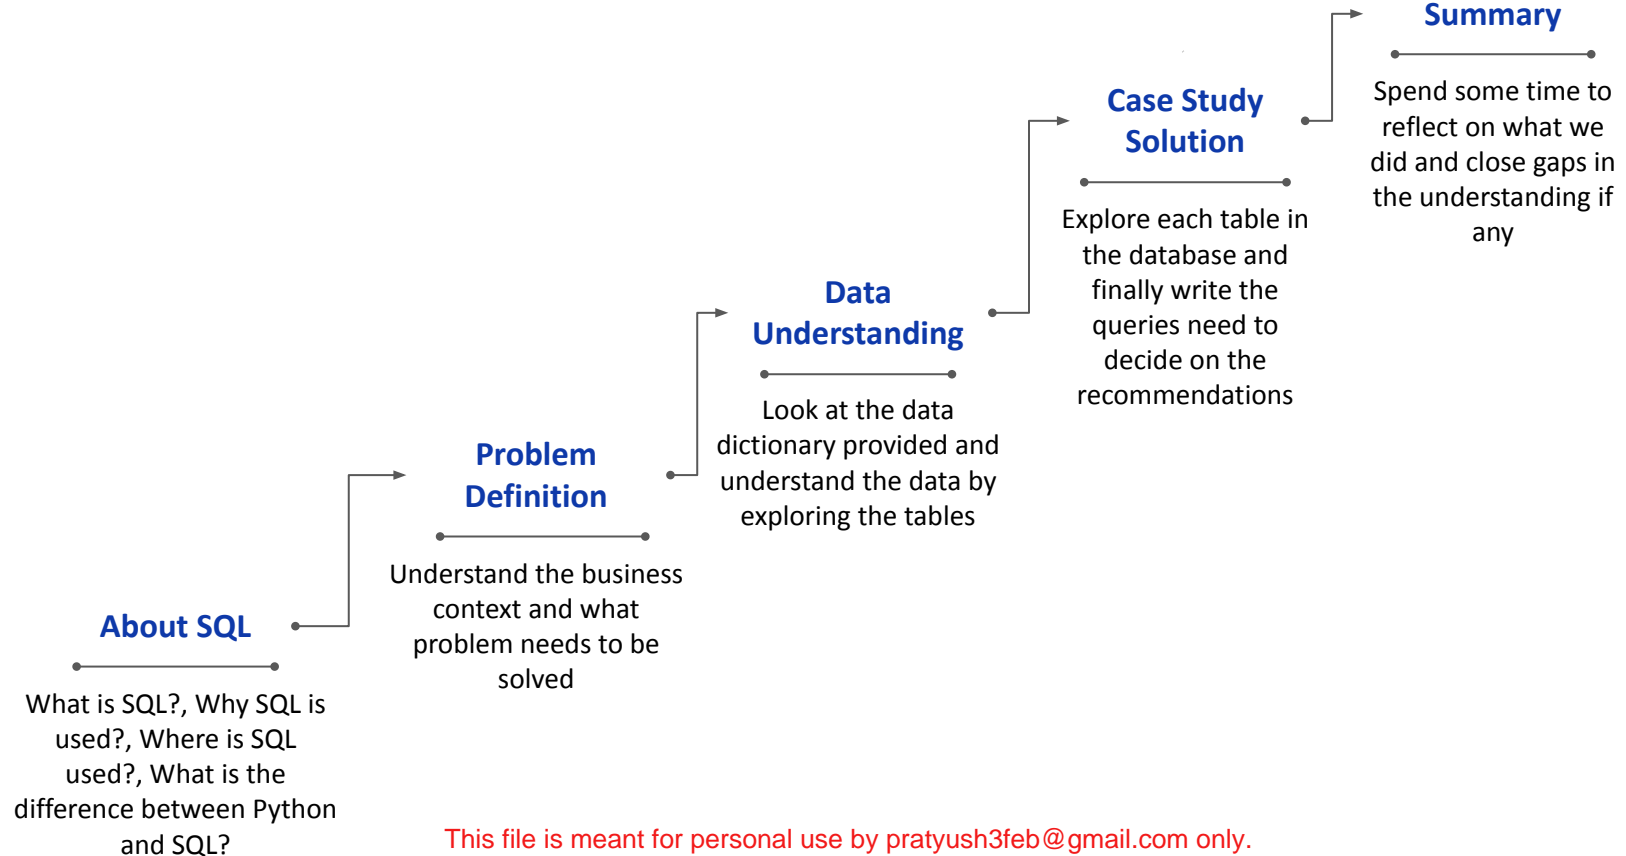 About SQL
What is SQL?, Why SQL is
used?, Where is SQL
used?, What is the
difference between Python
and SQL?
Problem
Definition
Understand the business
context and what
problem needs to be
solved
Data
Understanding
Look at the data
dictionary provided and
understand the data by
exploring the tables
Case Study
Solution
Explore each table in
the database and
finally write the
queries need to
decide on the
recommendations
Summary
Spend some time to
reflect on what we
did and close gaps in
the understanding if
any
This file is meant for personal use by pratyush3feb@gmail.com only.